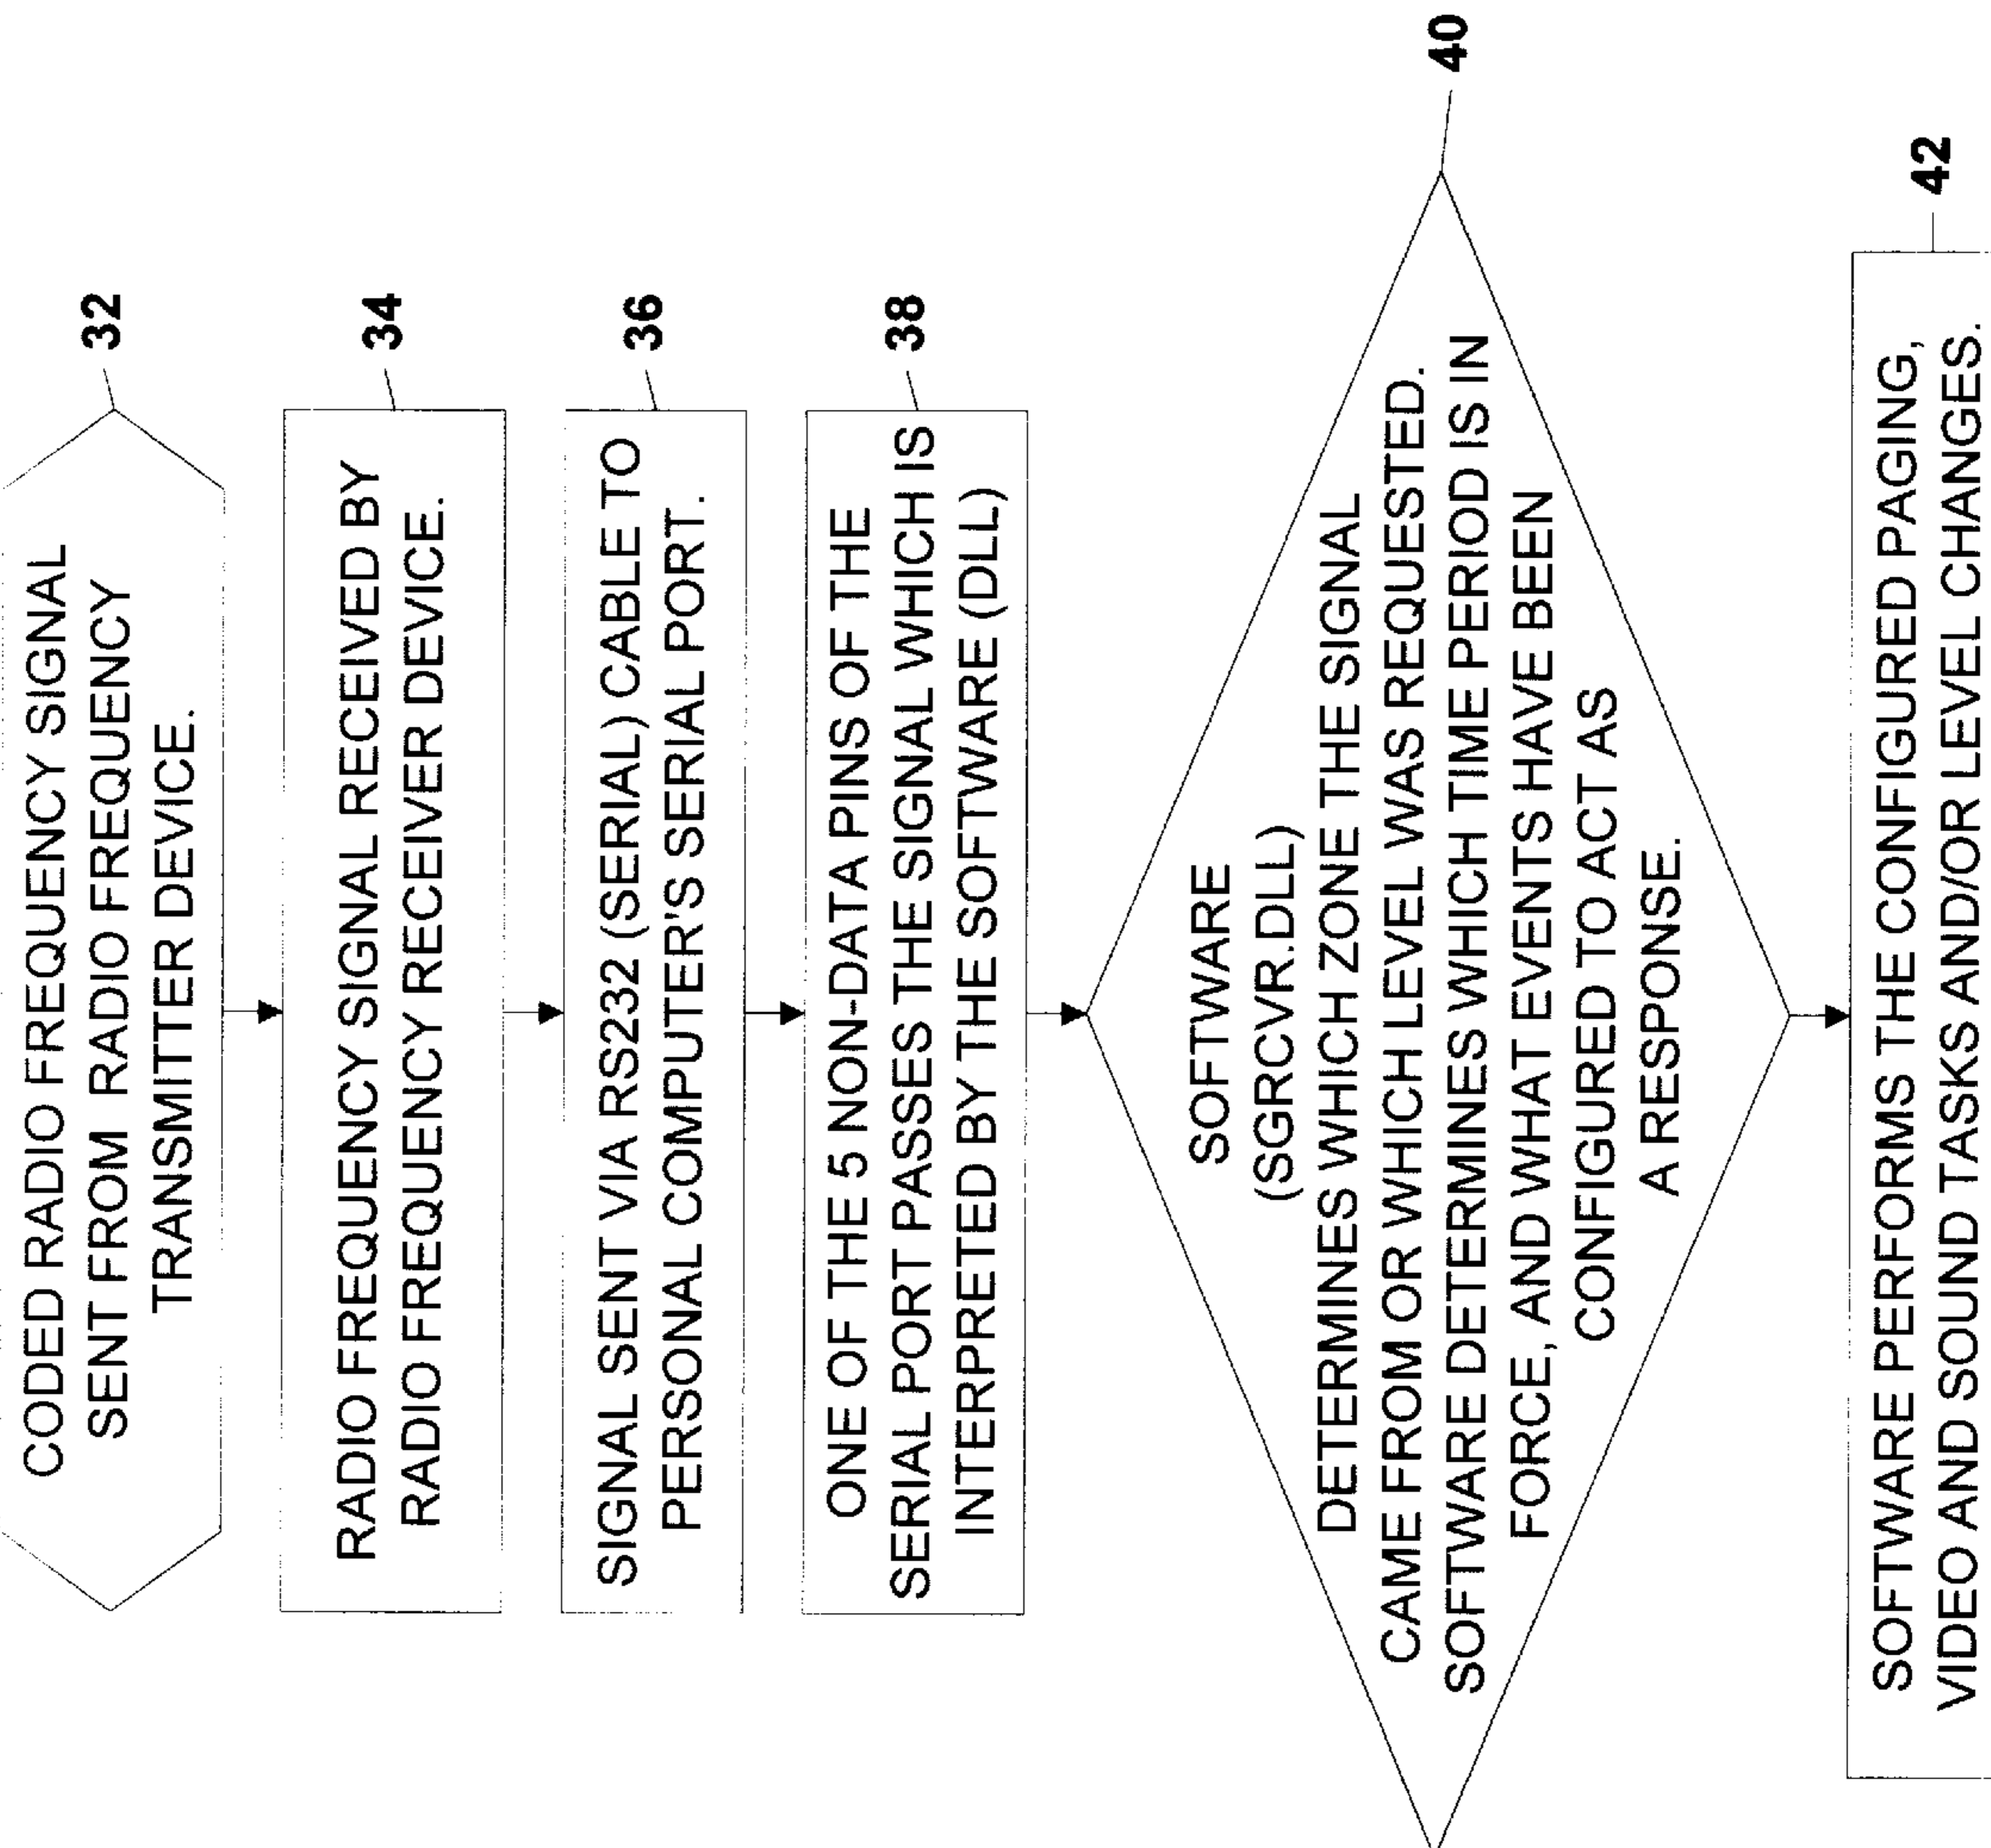 CODED RADIO FREQUENCY SIGNAL
SENT FROM RADIO FREQUENCY
TRANSMITTER DEVICE.
32
RADIO FREQUENCY SIGNAL RECEIVED BY
RADIO FREQUENCY RECEIVER DEVICE.
34
SIGNAL SENT VIA RS232 (SERIAL) CABLE TO
PERSONAL COMPUTER'S SERIAL PORT.
36
ONE OF THE 5 NON-DATA PINS OF THE
SERIAL PORT PASSES THE SIGNAL WHICH IS
INTERPRETED BY THE SOFTWARE (DLL)
38
SOFTWARE
(SGRCVR.DLL)
DETERMINES WHICH ZONE THE SIGNAL
CAME FROM OR WHICH LEVEL WAS REQUESTED.
SOFTWARE DETERMINES WHICH TIME PERIOD IS IN
FORCE, AND WHAT EVENTS HAVE BEEN
CONFIGURED TO ACT AS
A RESPONSE.
40
SOFTWARE PERFORMS THE CONFIGURED PAGING,
VIDEO AND SOUND TASKS AND/OR LEVEL CHANGES.
42